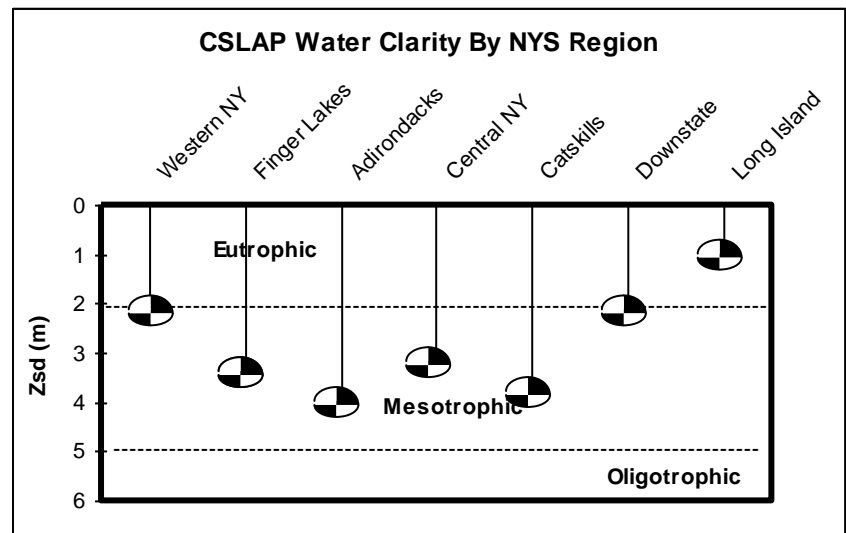 CSLAP Water Clarity By NYS Region
Western NY
Finger Lakes
Adirondacks
Central NY
Catskills
Downstate
Long Island
Zsd (m)
0
1
2
3
4
5
6
Eutrophic
Mesotrophic
Oligotrophic